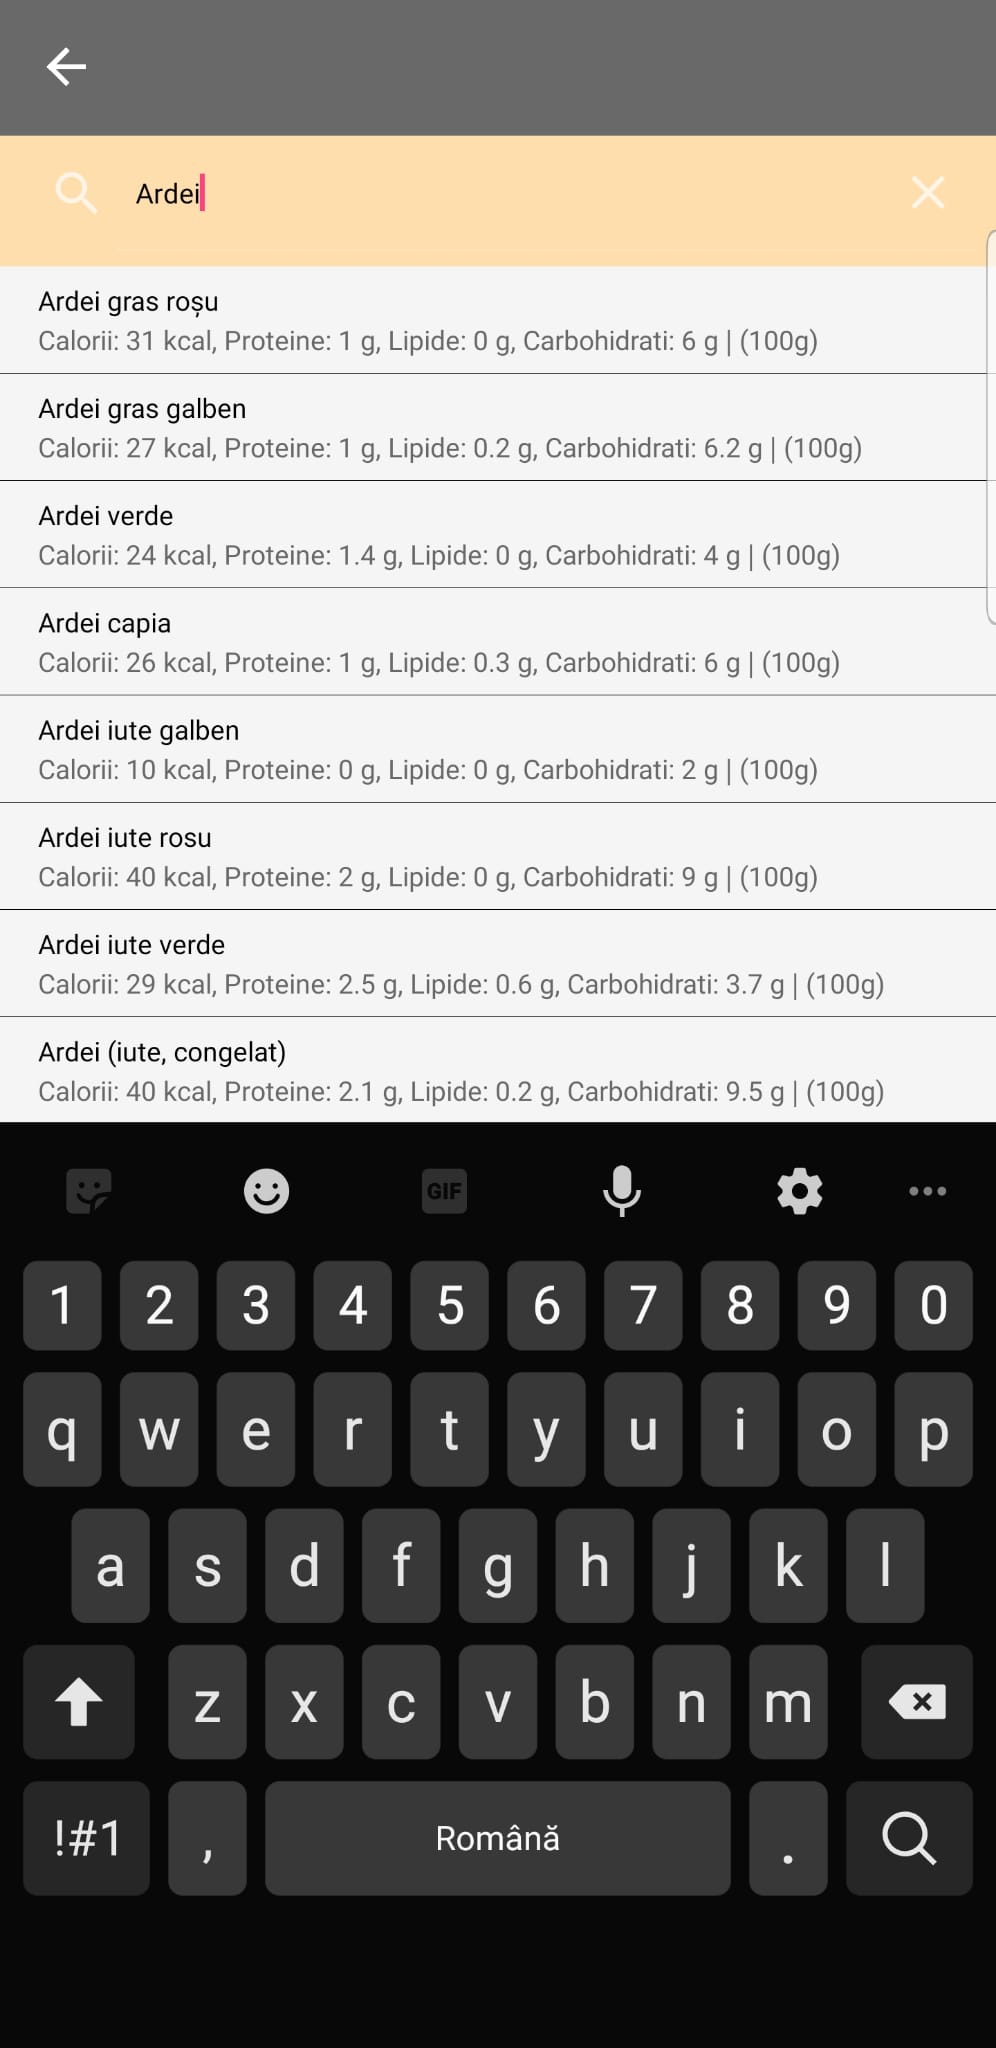 Ardei
Ardei gras roșu
Calorii: 31 kcal, Proteine: 1 g, Lipide: 0 g, Carbohidrati: 6 g | (100g)
Ardei gras galben
Calorii: 27 kcal, Proteine: 1 g, Lipide: 0.2 g, Carbohidrati: 6.2 g | (100g)
Ardei verde
Calorii: 24 kcal, Proteine: 1.4 g, Lipide: 0 g, Carbohidrati: 4 g | (100g)
Ardei capia
Calorii: 26 kcal, Proteine: 1 g, Lipide: 0.3 g, Carbohidrati: 6 g | (100g)
Ardei iute galben
Calorii: 10 kcal, Proteine: 0 g, Lipide: 0 g, Carbohidrati: 2 g | (100g)
Ardei iute rosu
Calorii: 40 kcal, Proteine: 2 g, Lipide: 0 g, Carbohidrati: 9 g | (100g)
Ardei iute verde
Calorii: 29 kcal, Proteine: 2.5 g, Lipide: 0.6 g, Carbohidrati: 3.7 g | (100g)
Ardei (iute, congelat)
Calorii: 40 kcal, Proteine: 2.1 g, Lipide: 0.2 g, Carbohidrati: 9.5 g | (100g)
GIF
1 2 3 4 5 6 7 8 9 0
q w e r t y u i o p
a s d f g h j k l
z x c v b n m
!#1 , Română .